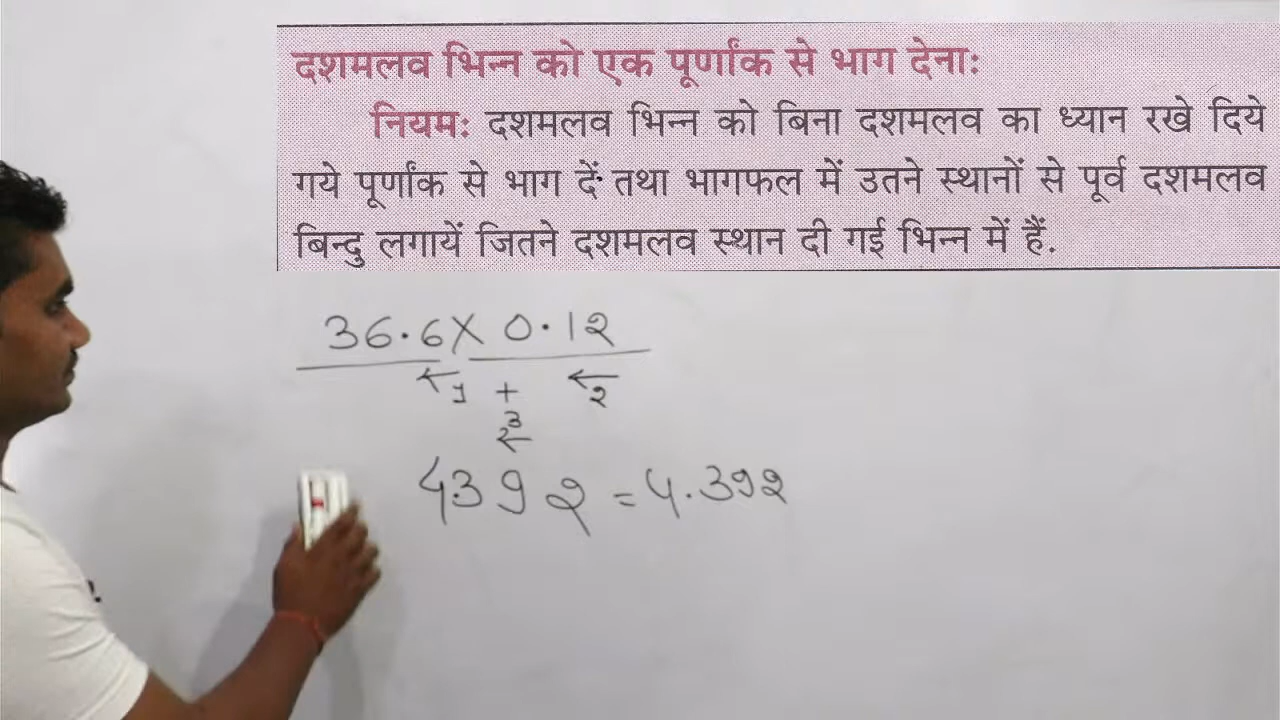 दशमलव भिन्न को एक पूर्णांक से भाग देनाः
नियमः दशमलव भिन्न को बिना दशमलव का ध्यान रखे दिये
गये पूर्णांक से भाग दें तथा भागफल में उतने स्थानों से पूर्व दशमलव
बिन्दु लगायें जितने दशमलव स्थान दी गई भिन्न में हैं.
36.6 X 0.12
← 1 + ← 2
3
←
4392 = 4.392